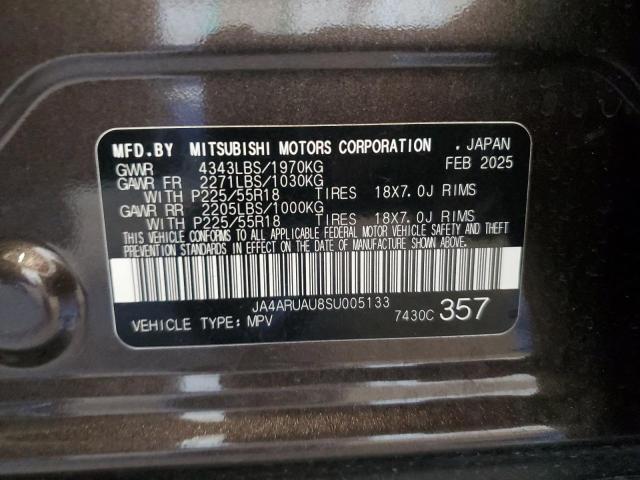 MFD.BY MITSUBISHI MOTORS CORPORATION . JAPAN
GVWR 4343LBS/1970KG FEB 2025
GAWR FR 2271LBS/1030KG
WITH P225/55R18 TIRES 18X7.0J RIMS
GAWR RR 2205LBS/1000KG
WITH P225/55R18 TIRES 18X7.0J RIMS
THIS VEHICLE CONFORMS TO ALL APPLICABLE FEDERAL MOTOR VEHICLE SAFETY AND THEFT
PREVENTION STANDARDS IN EFFECT ON THE DATE OF MANUFACTURE SHOWN ABOVE.
JA4ARUAU8SU005133
VEHICLE TYPE: MPV 7430C 357